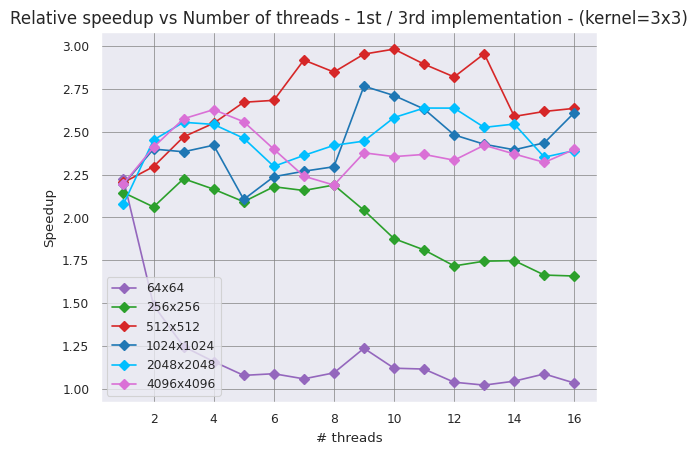 Relative speedup vs Number of threads - 1st / 3rd implementation - (kernel=3x3)
3.00
2.75
2.50
2.25
2.00
1.75
1.50
1.25
1.00
Speedup
64x64
256x256
512x512
1024x1024
2048x2048
4096x4096
2 4 6 8 10 12 14 16
# threads